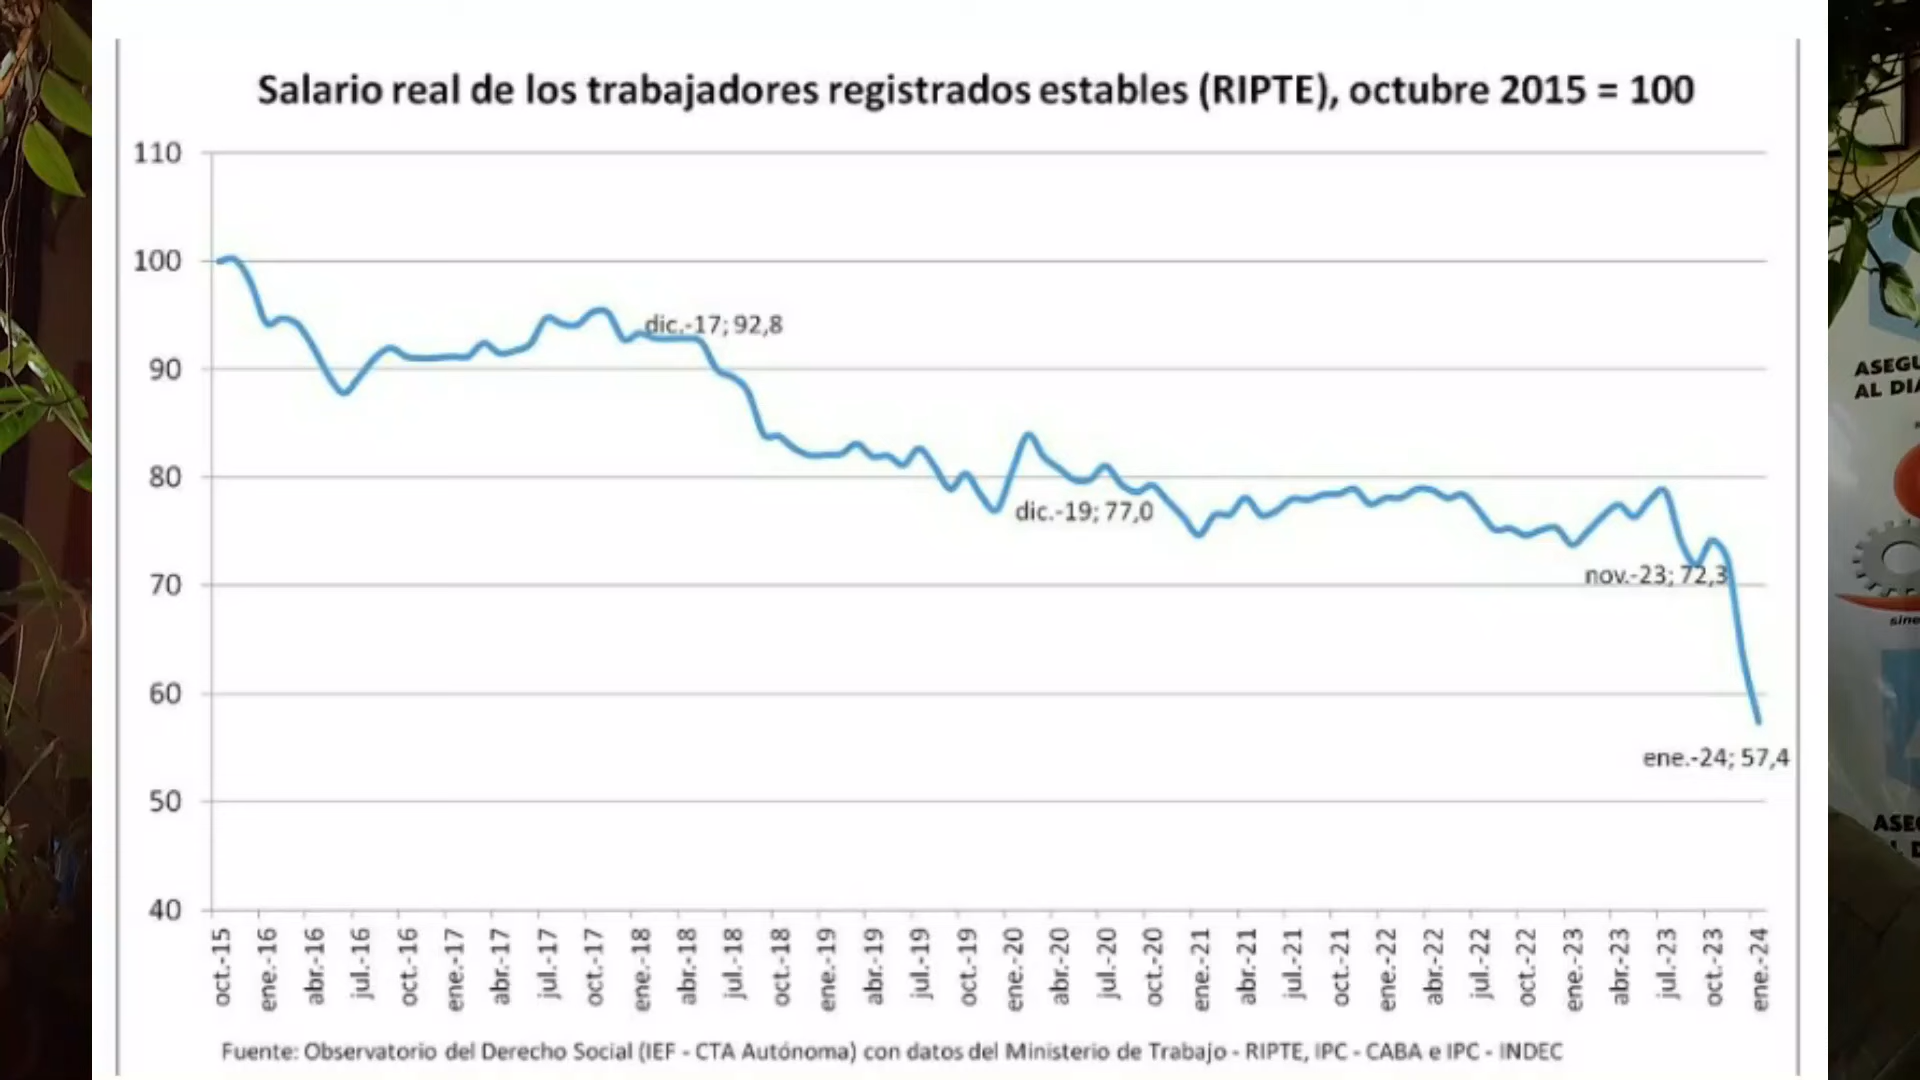 Salario real de los trabajadores registrados estables (RIPTE), octubre 2015 = 100
110
100
90
80
70
60
50
40
dic.-17; 92,8
dic.-19; 77,0
nov.-23; 72,3
ene.-24; 57,4
oct.-15
ene.-16
abr.-16
jul.-16
oct.-16
ene.-17
abr.-17
jul.-17
oct.-17
ene.-18
abr.-18
jul.-18
oct.-18
ene.-19
abr.-19
jul.-19
oct.-19
ene.-20
abr.-20
jul.-20
oct.-20
ene.-21
abr.-21
jul.-21
oct.-21
ene.-22
abr.-22
jul.-22
oct.-22
ene.-23
abr.-23
jul.-23
oct.-23
ene.-24
Fuente: Observatorio del Derecho Social (IEF - CTA Autónoma) con datos del Ministerio de Trabajo - RIPTE, IPC - CABA e IPC - INDEC
AL